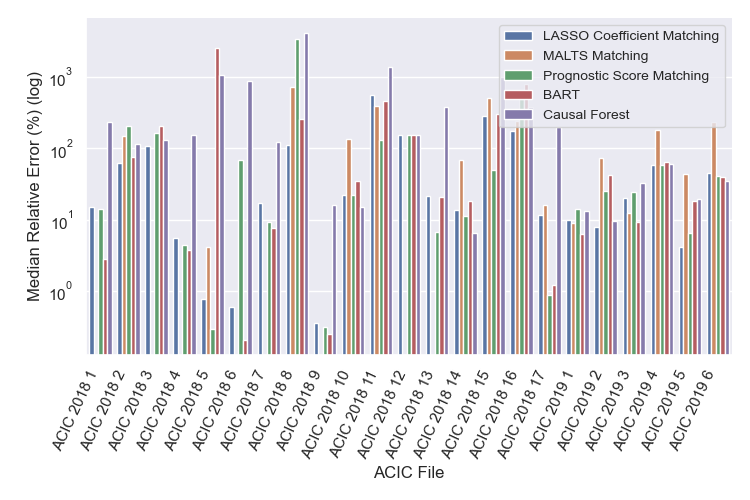 Median Relative Error (%) (log)
10³
10²
10¹
10⁰
LASSO Coefficient Matching
MALTS Matching
Prognostic Score Matching
BART
Causal Forest
ACIC 2018 1
ACIC 2018 2
ACIC 2018 3
ACIC 2018 4
ACIC 2018 5
ACIC 2018 6
ACIC 2018 7
ACIC 2018 8
ACIC 2018 9
ACIC 2018 10
ACIC 2018 11
ACIC 2018 12
ACIC 2018 13
ACIC 2018 14
ACIC 2018 15
ACIC 2018 16
ACIC 2018 17
ACIC 2019 1
ACIC 2019 2
ACIC 2019 3
ACIC 2019 4
ACIC 2019 5
ACIC 2019 6
ACIC File